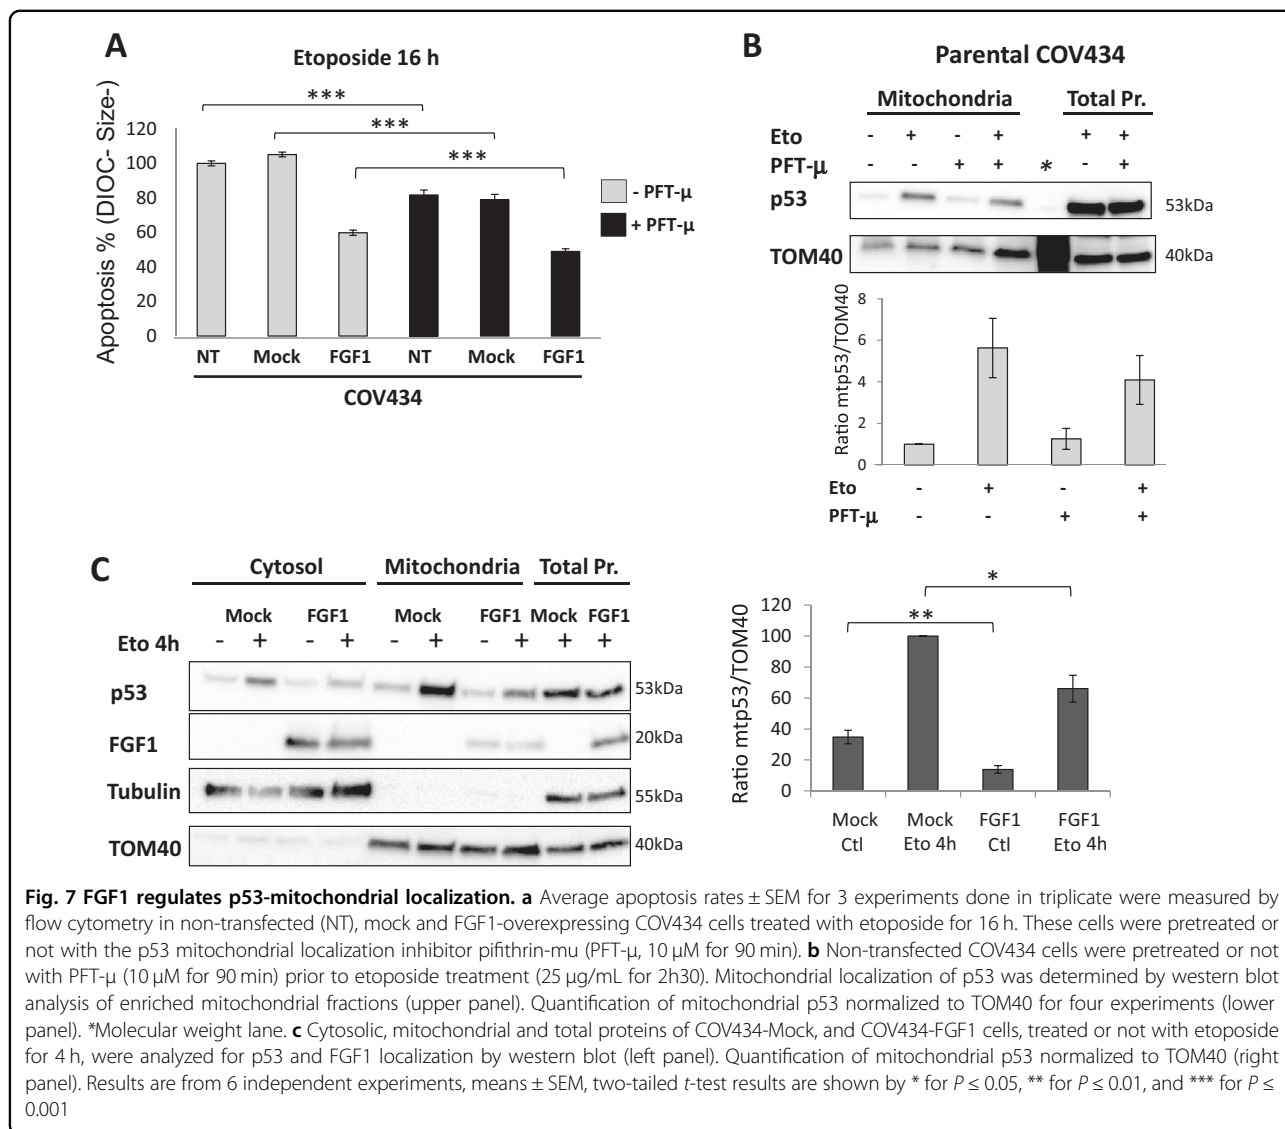 A
Etoposide 16 h
***
***
***
Apoptosis % (DIOC- Size-)
120
100
80
60
40
20
0
NT Mock FGF1 NT Mock FGF1
COV434
- PFT-μ
+ PFT-μ
B
Parental COV434
Mitochondria Total Pr.
Eto - + - + + +
PFT-μ - - + + * - +
p53 53kDa
TOM40 40kDa
Ratio mtp53/TOM40
8
6
4
2
0
Eto - + - +
PFT-μ - - + +
C
Cytosol Mitochondria Total Pr.
Mock FGF1 Mock FGF1 Mock FGF1
Eto 4h - + - + - + - + + +
p53 53kDa
FGF1 20kDa
Tubulin 55kDa
TOM40 40kDa
*
**
Ratio mtp53/TOM40
120
100
80
60
40
20
0
Mock Mock FGF1 FGF1
Ctl Eto 4h Ctl Eto 4h
Fig. 7 FGF1 regulates p53-mitochondrial localization. a Average apoptosis rates ± SEM for 3 experiments done in triplicate were measured by
flow cytometry in non-transfected (NT), mock and FGF1-overexpressing COV434 cells treated with etoposide for 16 h. These cells were pretreated or
not with the p53 mitochondrial localization inhibitor pifithrin-mu (PFT-μ, 10 μM for 90 min). b Non-transfected COV434 cells were pretreated or not
with PFT-μ (10 μM for 90 min) prior to etoposide treatment (25 μg/mL for 2h30). Mitochondrial localization of p53 was determined by western blot
analysis of enriched mitochondrial fractions (upper panel). Quantification of mitochondrial p53 normalized to TOM40 for four experiments (lower
panel). *Molecular weight lane. c Cytosolic, mitochondrial and total proteins of COV434-Mock, and COV434-FGF1 cells, treated or not with etoposide
for 4 h, were analyzed for p53 and FGF1 localization by western blot (left panel). Quantification of mitochondrial p53 normalized to TOM40 (right
panel). Results are from 6 independent experiments, means ± SEM, two-tailed t-test results are shown by * for P ≤ 0.05, ** for P ≤ 0.01, and *** for P ≤
0.001